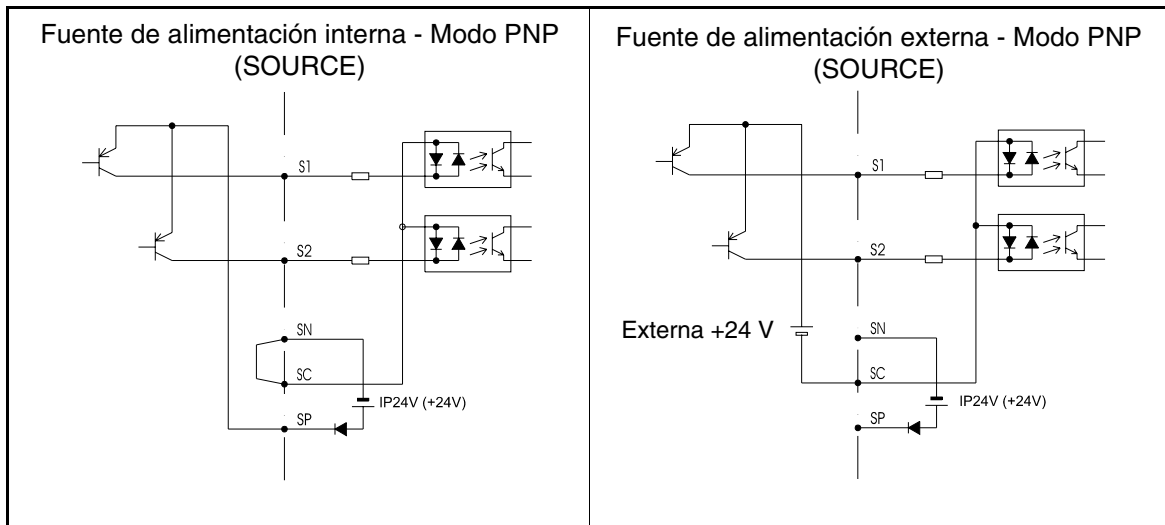 Fuente de alimentación interna - Modo PNP
(SOURCE)
S1
S2
SN
SC
IP24V (+24V)
SP
Fuente de alimentación externa - Modo PNP
(SOURCE)
S1
S2
Externa +24 V
SN
SC
IP24V (+24V)
SP